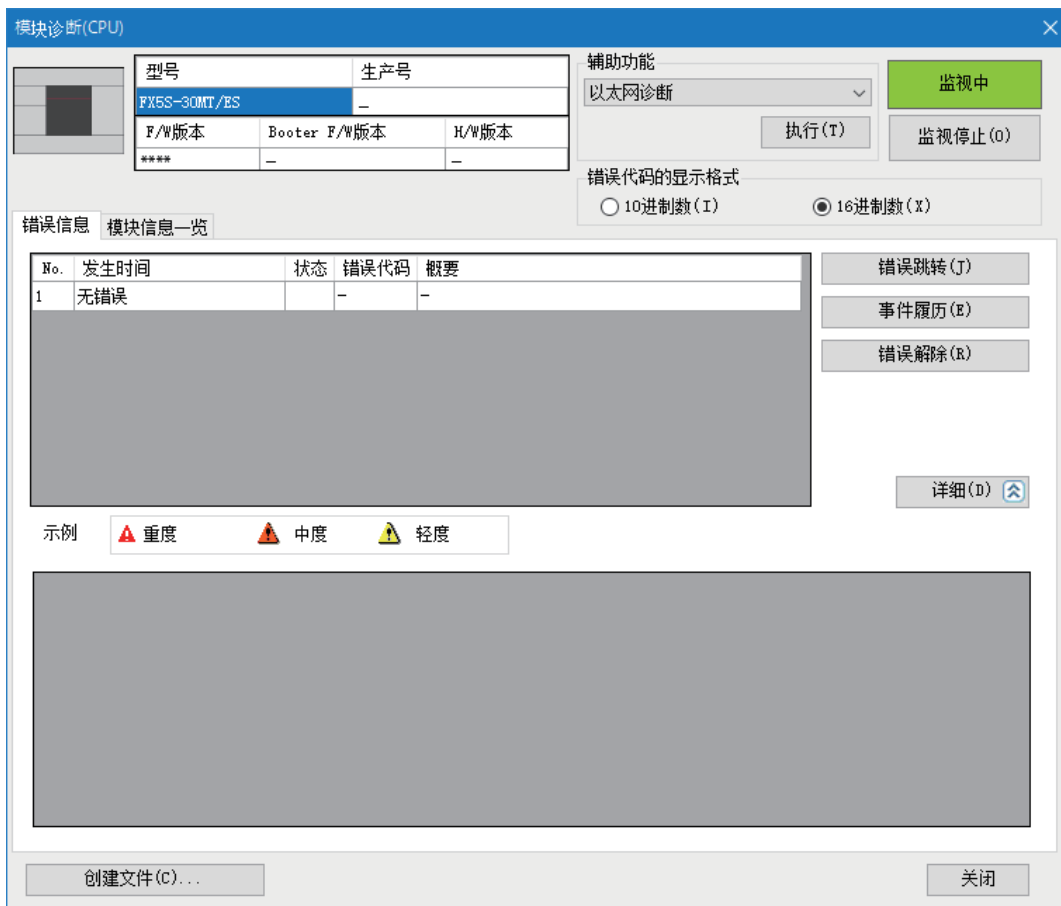 模块诊断(CPU)
型号 生产号
FX5S-30MT/ES –
F/W版本 Booter F/W版本 H/W版本
**** – –
辅助功能
以太网诊断
执行(T)
监视中
监视停止(O)
错误代码的显示格式
10进制数(I) 16进制数(X)
错误信息 模块信息一览
No. 发生时间 状态 错误代码 概要
1 无错误 – –
错误跳转(J)
事件履历(E)
错误解除(R)
详细(D)
示例 重度 中度 轻度
创建文件(C)... 关闭